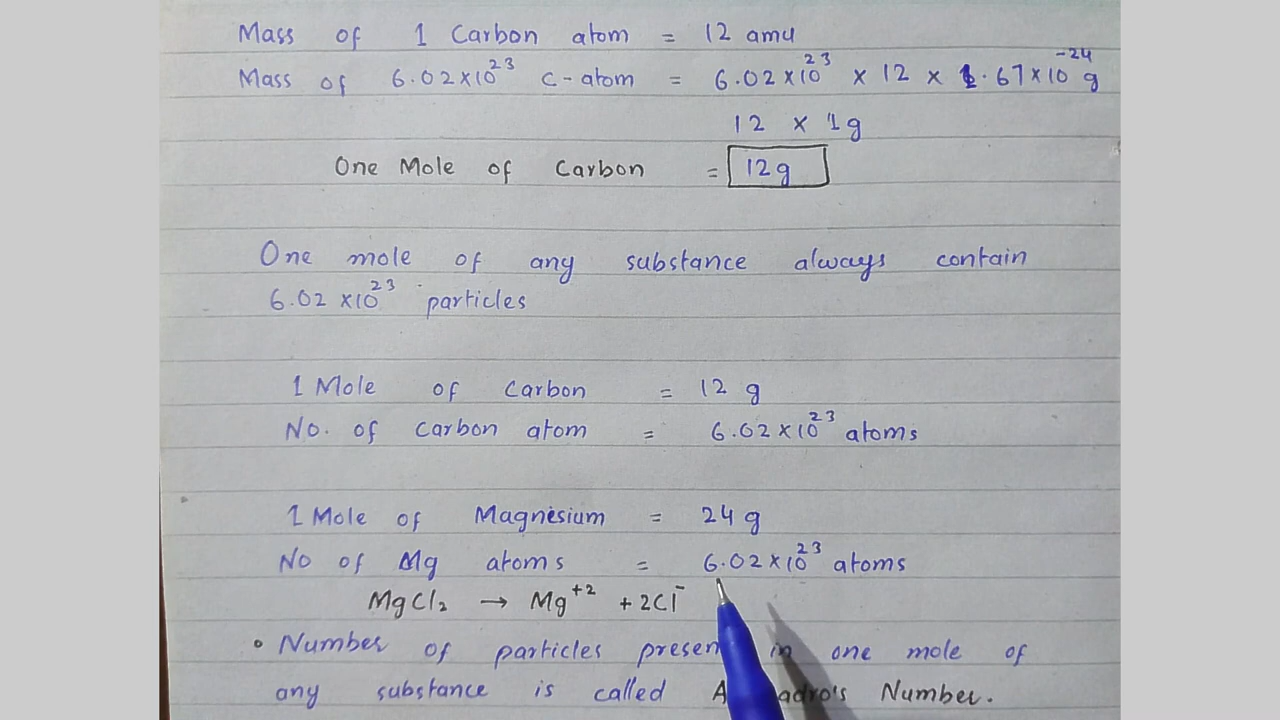 Mass of 1 Carbon atom = 12 amu
Mass of 6.02×10²³ C-atom = 6.02×10²³ × 12 × 1.67×10⁻²⁴ g
12 × 1g
One Mole of Carbon = 12g
One mole of any substance always contain
6.02×10²³ particles
1 Mole of Carbon = 12 g
No. of Carbon atom = 6.02×10²³ atoms
1 Mole of Magnesium = 24 g
No of Mg atoms = 6.02×10²³ atoms
MgCl₂ → Mg⁺² + 2Cl⁻
• Number of particles presen in one mole of
any substance is called A adro's Number.